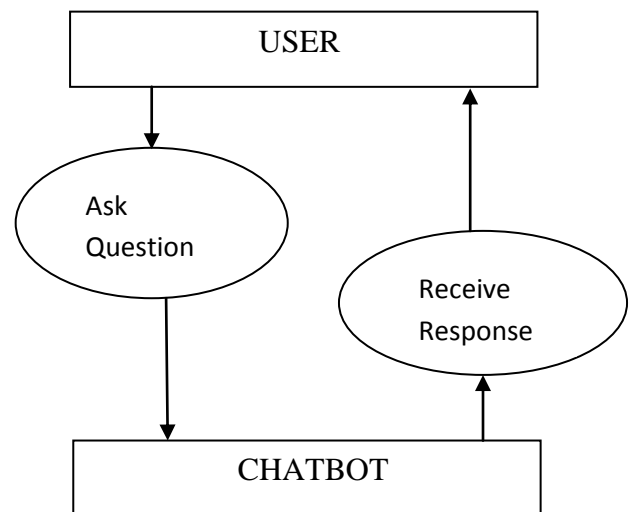 USER
Ask
Question
Receive
Response
CHATBOT